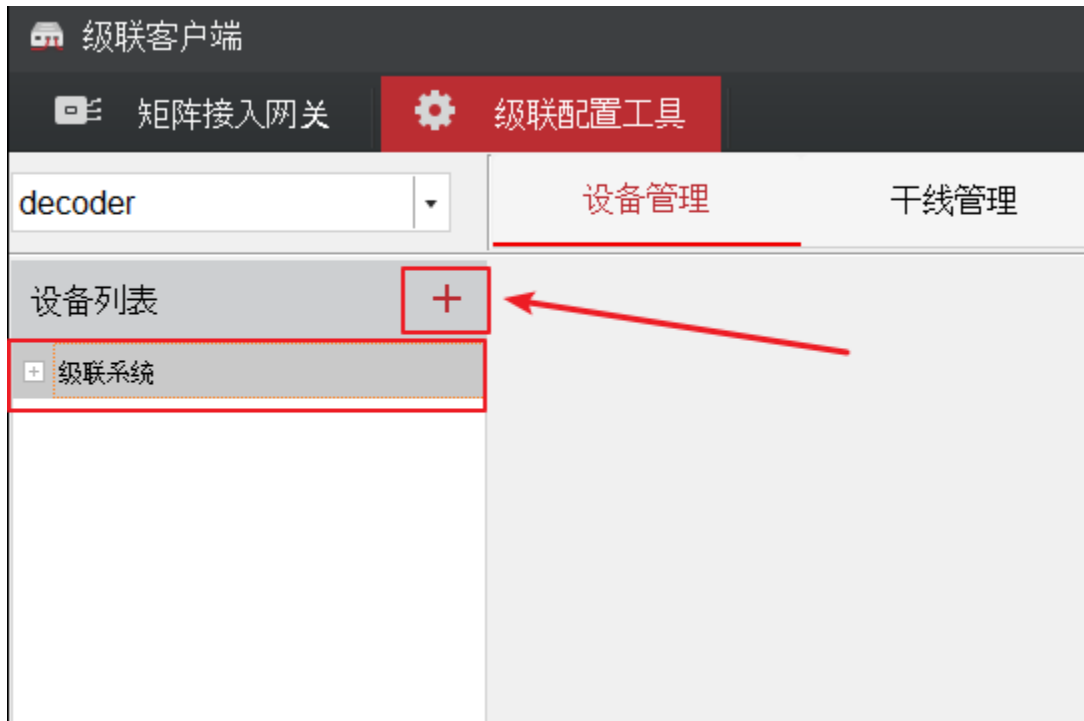 级联客户端
矩阵接入网关 级联配置工具
decoder 设备管理 干线管理
设备列表
级联系统